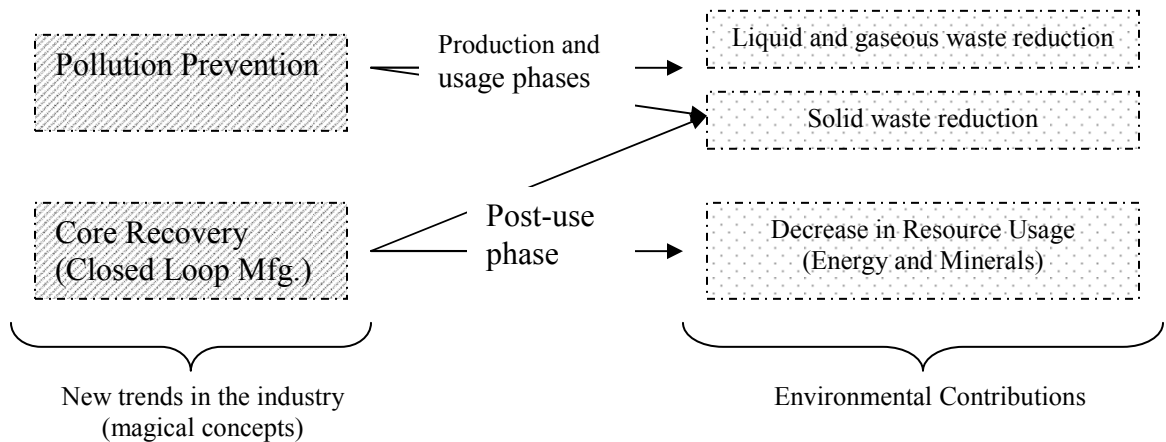 Pollution Prevention
Production and
usage phases
Liquid and gaseous waste reduction
Solid waste reduction
Core Recovery
(Closed Loop Mfg.)
Post-use
phase
Decrease in Resource Usage
(Energy and Minerals)
New trends in the industry
(magical concepts)
Environmental Contributions